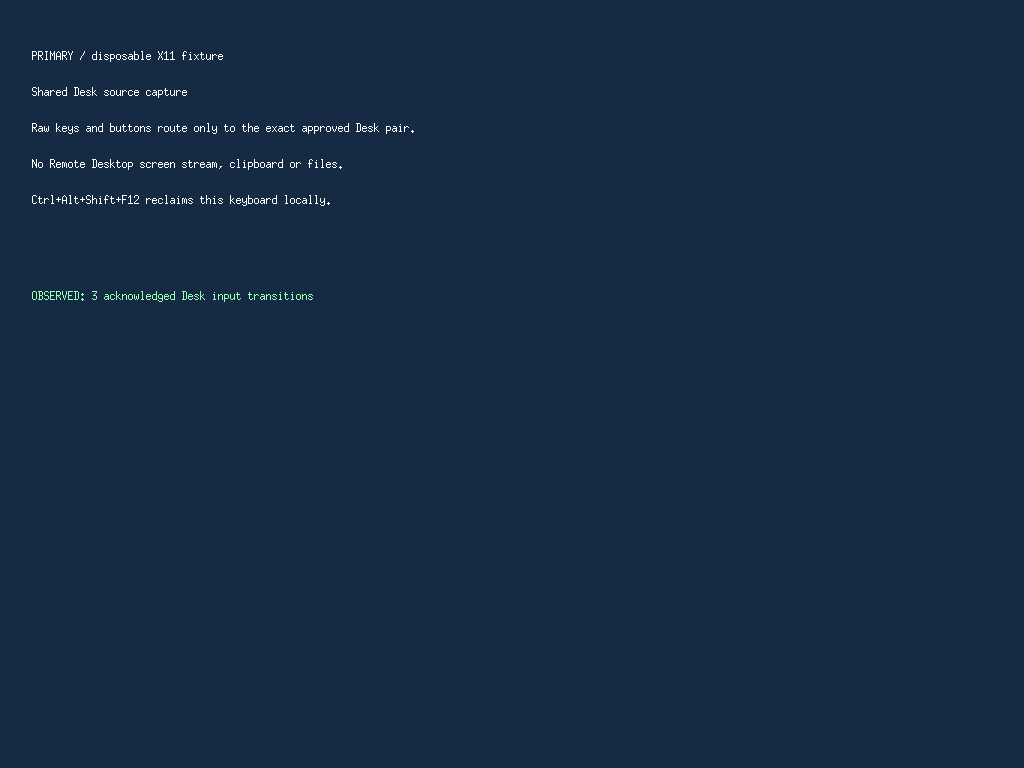 PRIMARY / disposable X11 fixture
Shared Desk source capture
Raw keys and buttons route only to the exact approved Desk pair.
No Remote Desktop screen stream, clipboard or files.
Ctrl+Alt+Shift+F12 reclaims this keyboard locally.
OBSERVED: 3 acknowledged Desk input transitions